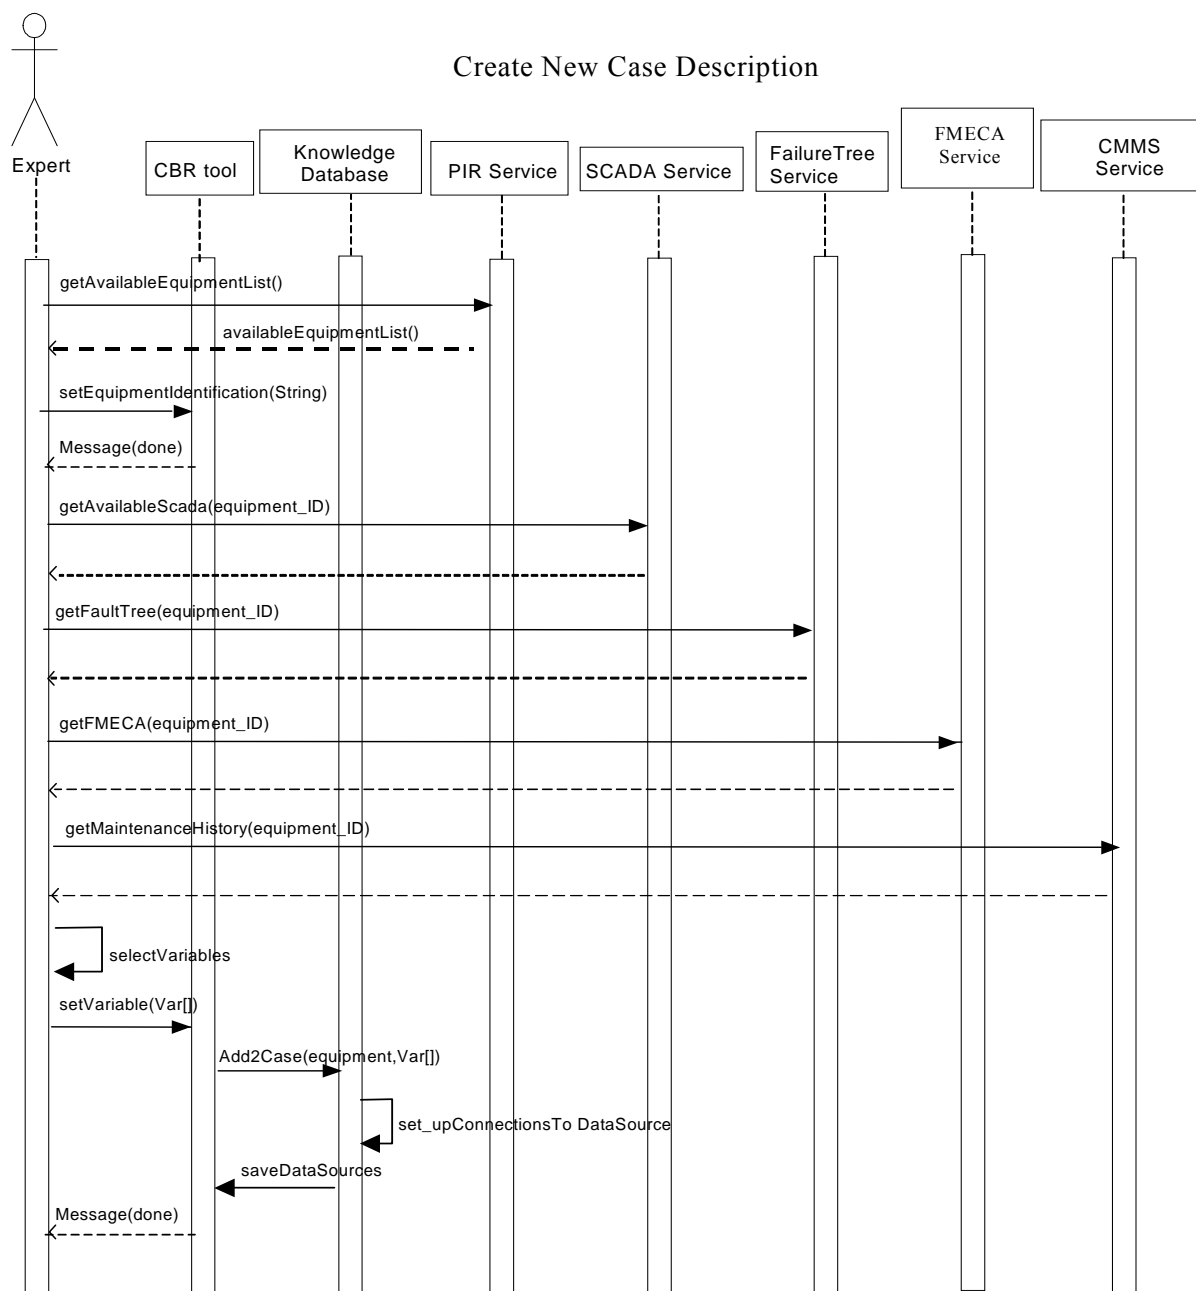 Create New Case Description
Expert
CBR tool
Knowledge
Database
PIR Service
SCADA Service
FailureTree
Service
FMECA
Service
CMMS
Service
getAvailableEquipmentList()
availableEquipmentList()
setEquipmentIdentification(String)
Message(done)
getAvailableScada(equipment_ID)
getFaultTree(equipment_ID)
getFMECA(equipment_ID)
getMaintenanceHistory(equipment_ID)
selectVariables
setVariable(Var[])
Add2Case(equipment,Var[])
set_upConnectionsTo DataSource
saveDataSources
Message(done)